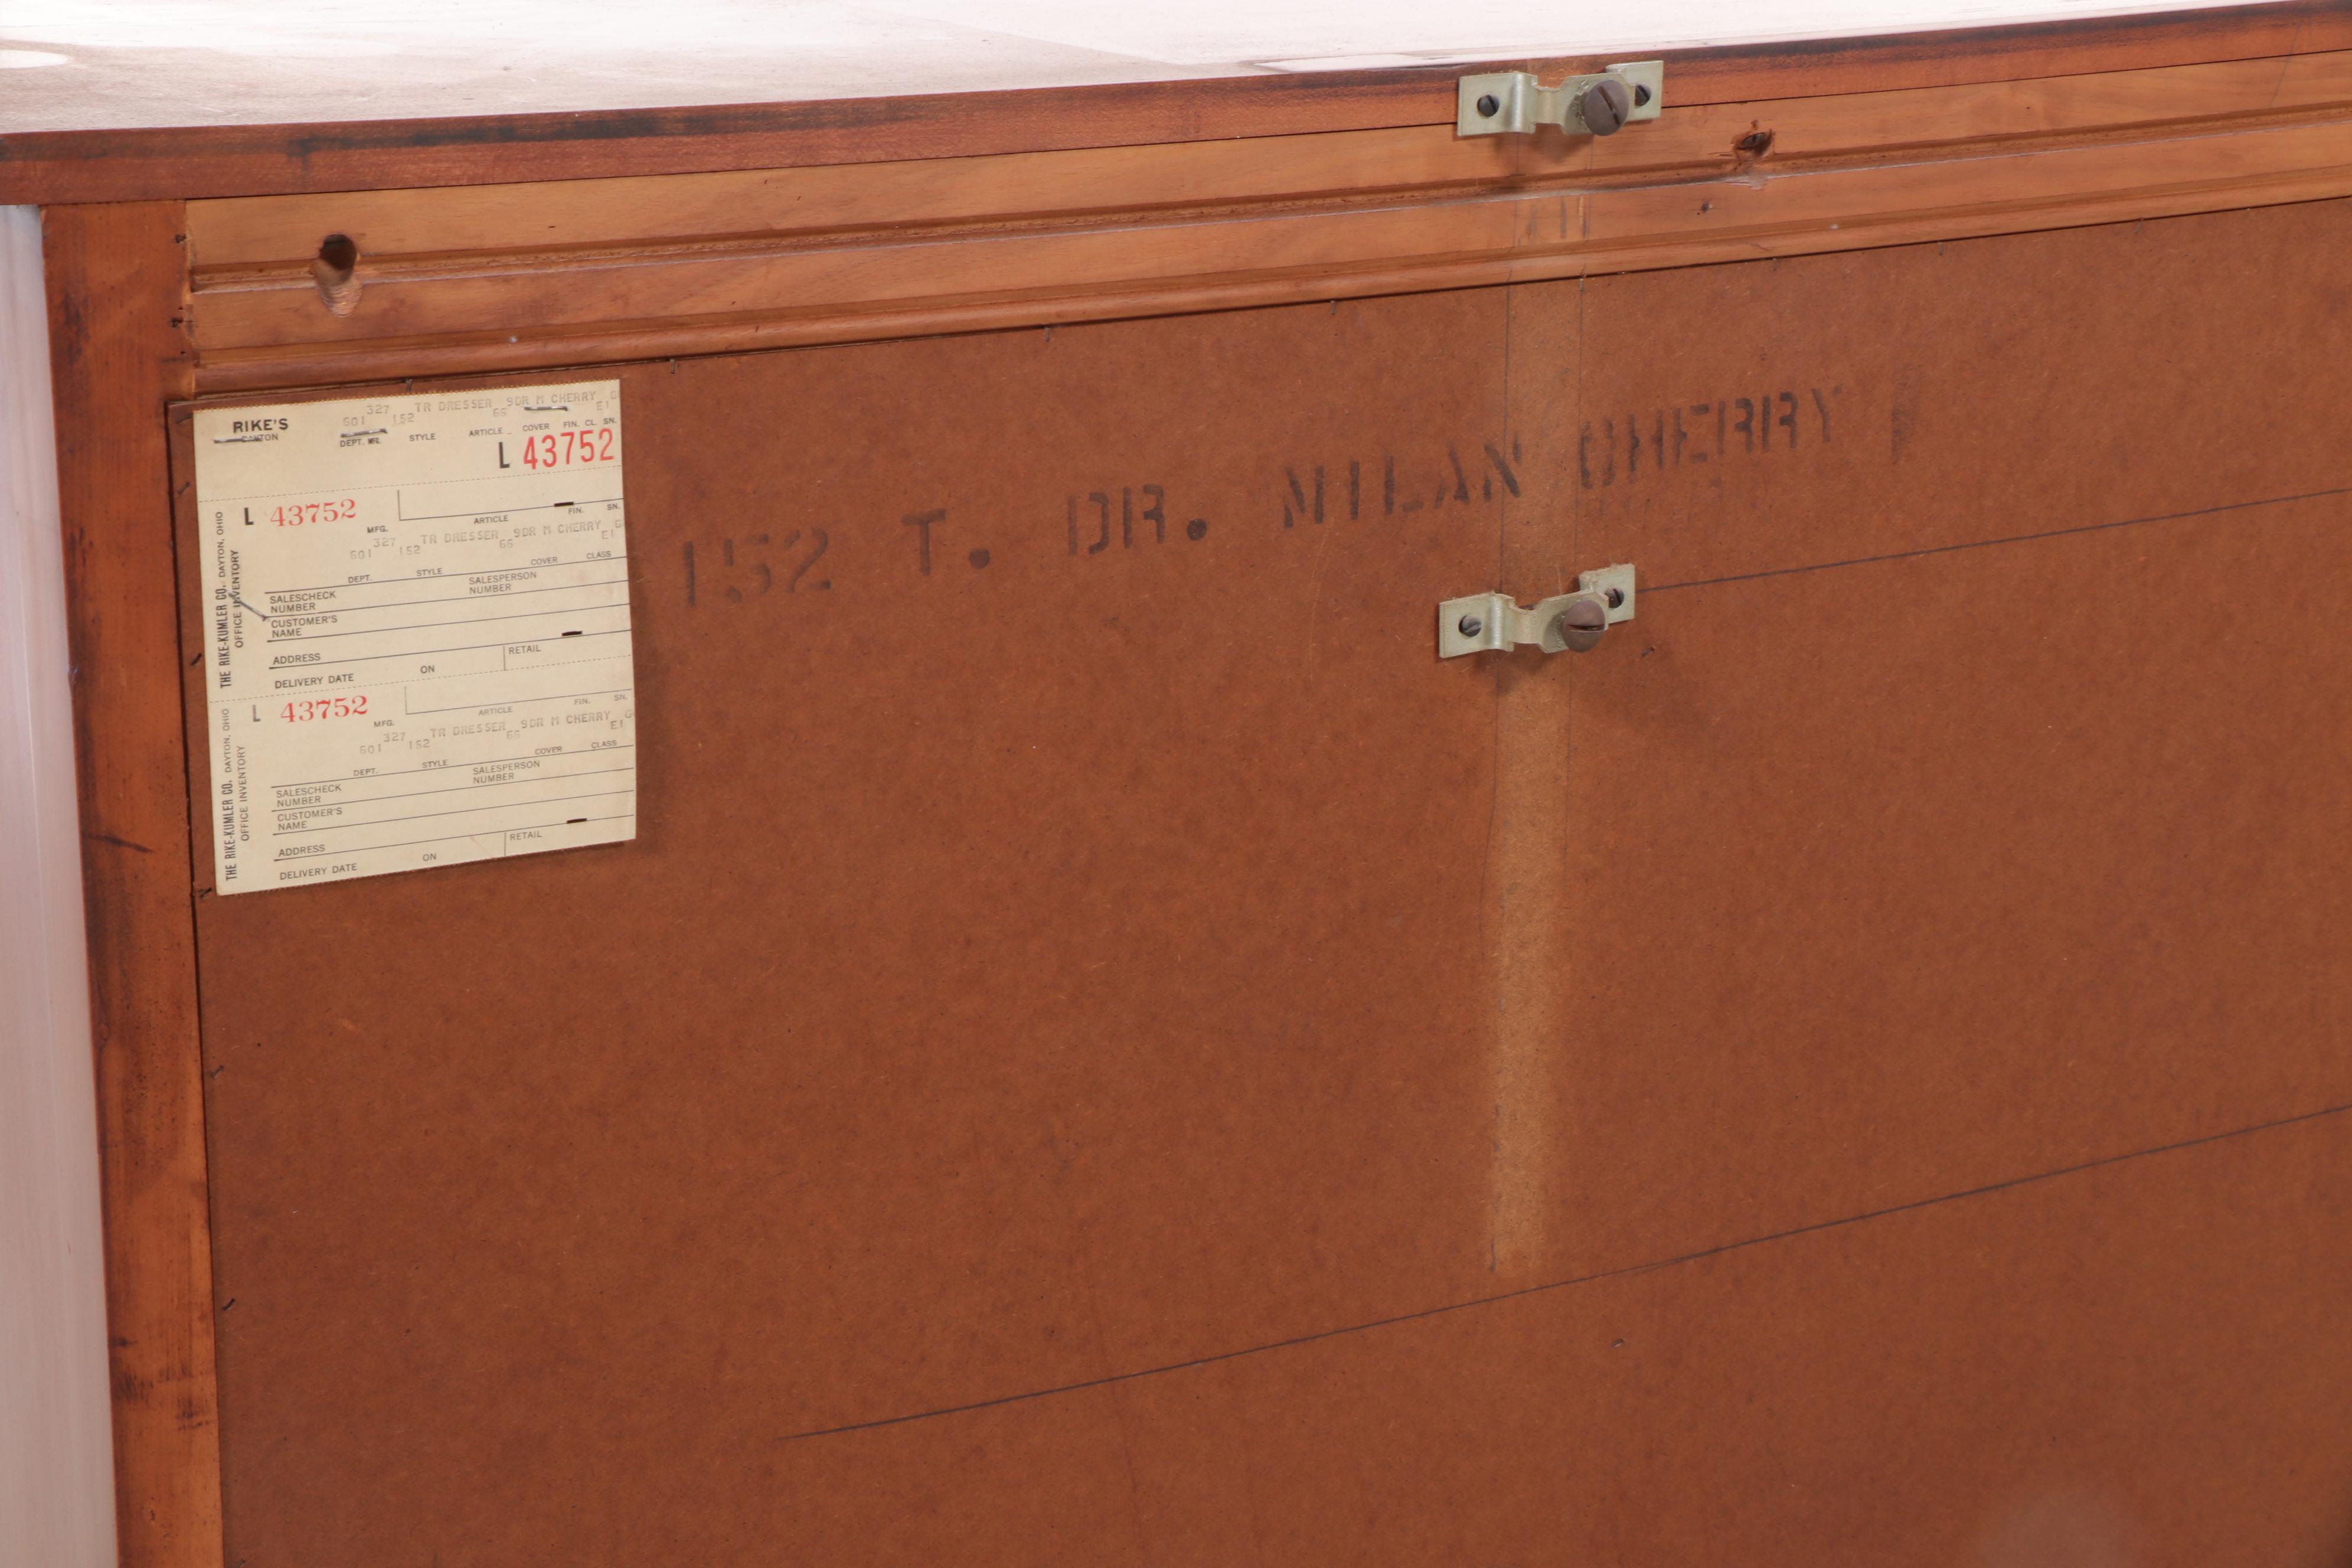 327 TR DRESSER 9DR M CHERRY
601 152 66 E1
RIKE'S
DAYTON
DEPT. MFG. STYLE ARTICLE COVER FIN. CL. SN.
L 43752
L 43752
MFG. ARTICLE FIN. SN.
327 TR DRESSER 9DR M CHERRY
601 152 66 E1
DEPT. STYLE COVER CLASS
SALESCHECK NUMBER SALESPERSON NUMBER
CUSTOMER'S NAME
ADDRESS RETAIL
DELIVERY DATE ON
THE RIKE-KUMLER CO. DAYTON, OHIO
OFFICE INVENTORY
L 43752
MFG. ARTICLE FIN. SN.
327 TR DRESSER 9DR M CHERRY
601 152 66 E1
DEPT. STYLE COVER CLASS
SALESCHECK NUMBER SALESPERSON NUMBER
CUSTOMER'S NAME
ADDRESS RETAIL
DELIVERY DATE ON
THE RIKE-KUMLER CO. DAYTON, OHIO
OFFICE INVENTORY
152 T. DR. MILAN CHERRY